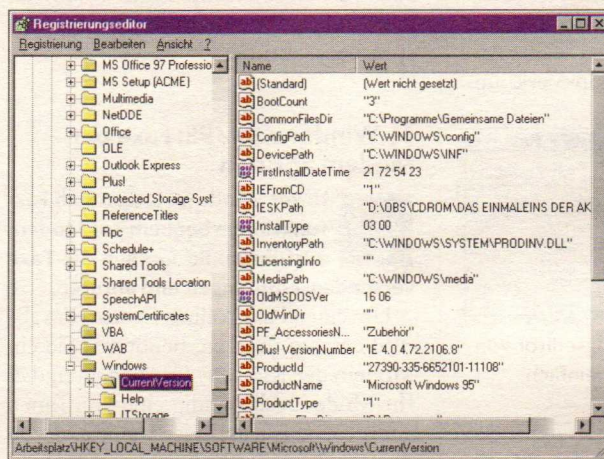 Registrierungseditor
Registrierung Bearbeiten Ansicht ?
MS Office 97 Professio
MS Setup (ACME)
Multimedia
NetDDE
Office
OLE
Outlook Express
Plus!
Protected Storage Syst
ReferenceTitles
Rpc
Schedule+
Shared Tools
Shared Tools Location
SpeechAPI
SystemCertificates
VBA
WAB
Windows
CurrentVersion
Help
ITStorage
Name Wert
(Standard) (Wert nicht gesetzt)
BootCount "3"
CommonFilesDir "C:\Programme\Gemeinsame Dateien"
ConfigPath "C:\WINDOWS\config"
DevicePath "C:\WINDOWS\INF"
FirstInstallDateTime 21 72 54 23
IEFromCD "1"
IESKPath "D:\OBS\CDROM\DAS EINMALEINS DER AK
InstallType 03 00
InventoryPath "C:\WINDOWS\SYSTEM\PRODINV.DLL"
LicensingInfo ""
MediaPath "C:\WINDOWS\media"
OldMSDOSVer 16 06
OldWinDir ""
PF_AccessoriesN... "Zubehör"
Plus! VersionNumber "IE 4.0 4.72.2106.8"
ProductId "27390-335-6652101-11108"
ProductName "Microsoft Windows 95"
ProductType "1"
Arbeitsplatz\HKEY_LOCAL_MACHINE\SOFTWARE\Microsoft\Windows\CurrentVersion